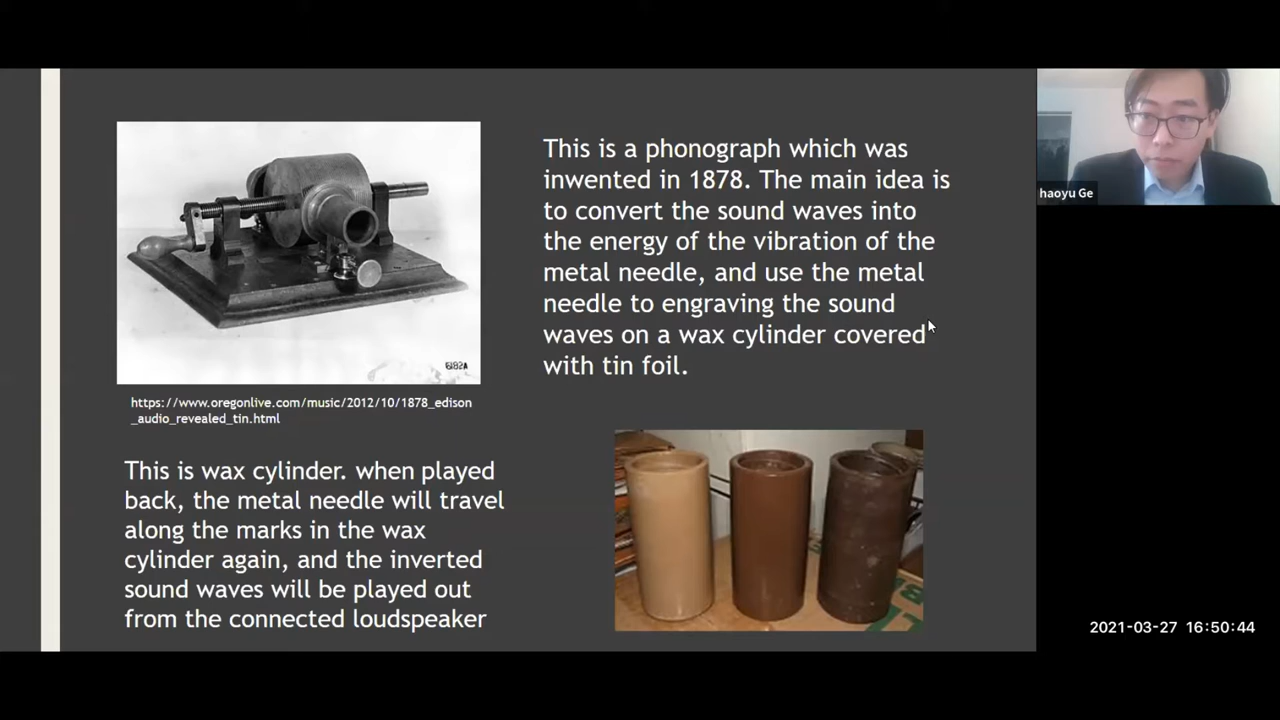 This is a phonograph which was
inwented in 1878. The main idea is
to convert the sound waves into
the energy of the vibration of the
metal needle, and use the metal
needle to engraving the sound
waves on a wax cylinder covered
with tin foil.
https://www.oregonlive.com/music/2012/10/1878_edison
_audio_revealed_tin.html
This is wax cylinder. when played
back, the metal needle will travel
along the marks in the wax
cylinder again, and the inverted
sound waves will be played out
from the connected loudspeaker
haoyu Ge
2021-03-27 16:50:44